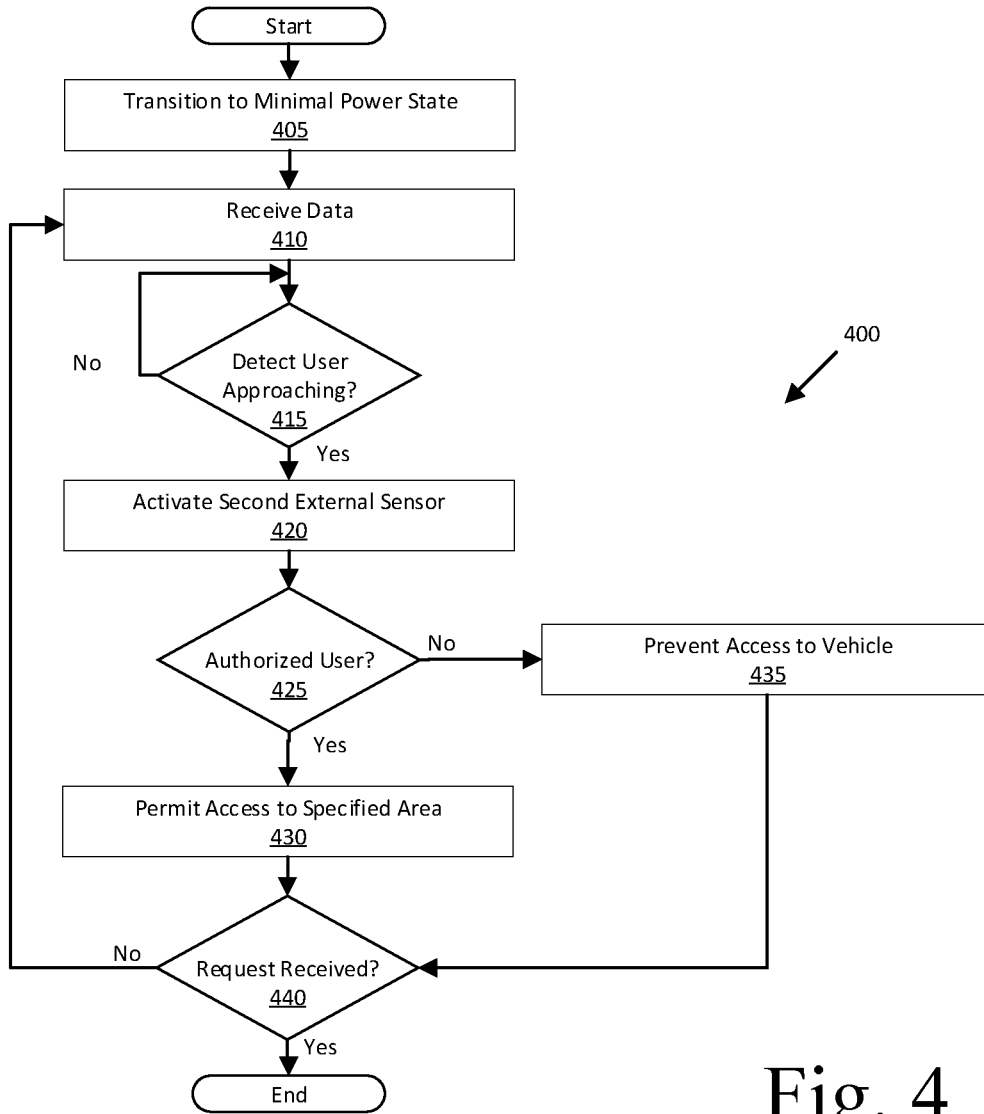 Start
Transition to Minimal Power State
405
Receive Data
410
No
Detect User
Approaching?
415
Yes
400
Activate Second External Sensor
420
Authorized User?
425
No
Prevent Access to Vehicle
435
Yes
Permit Access to Specified Area
430
No
Request Received?
440
Yes
End
Fig. 4